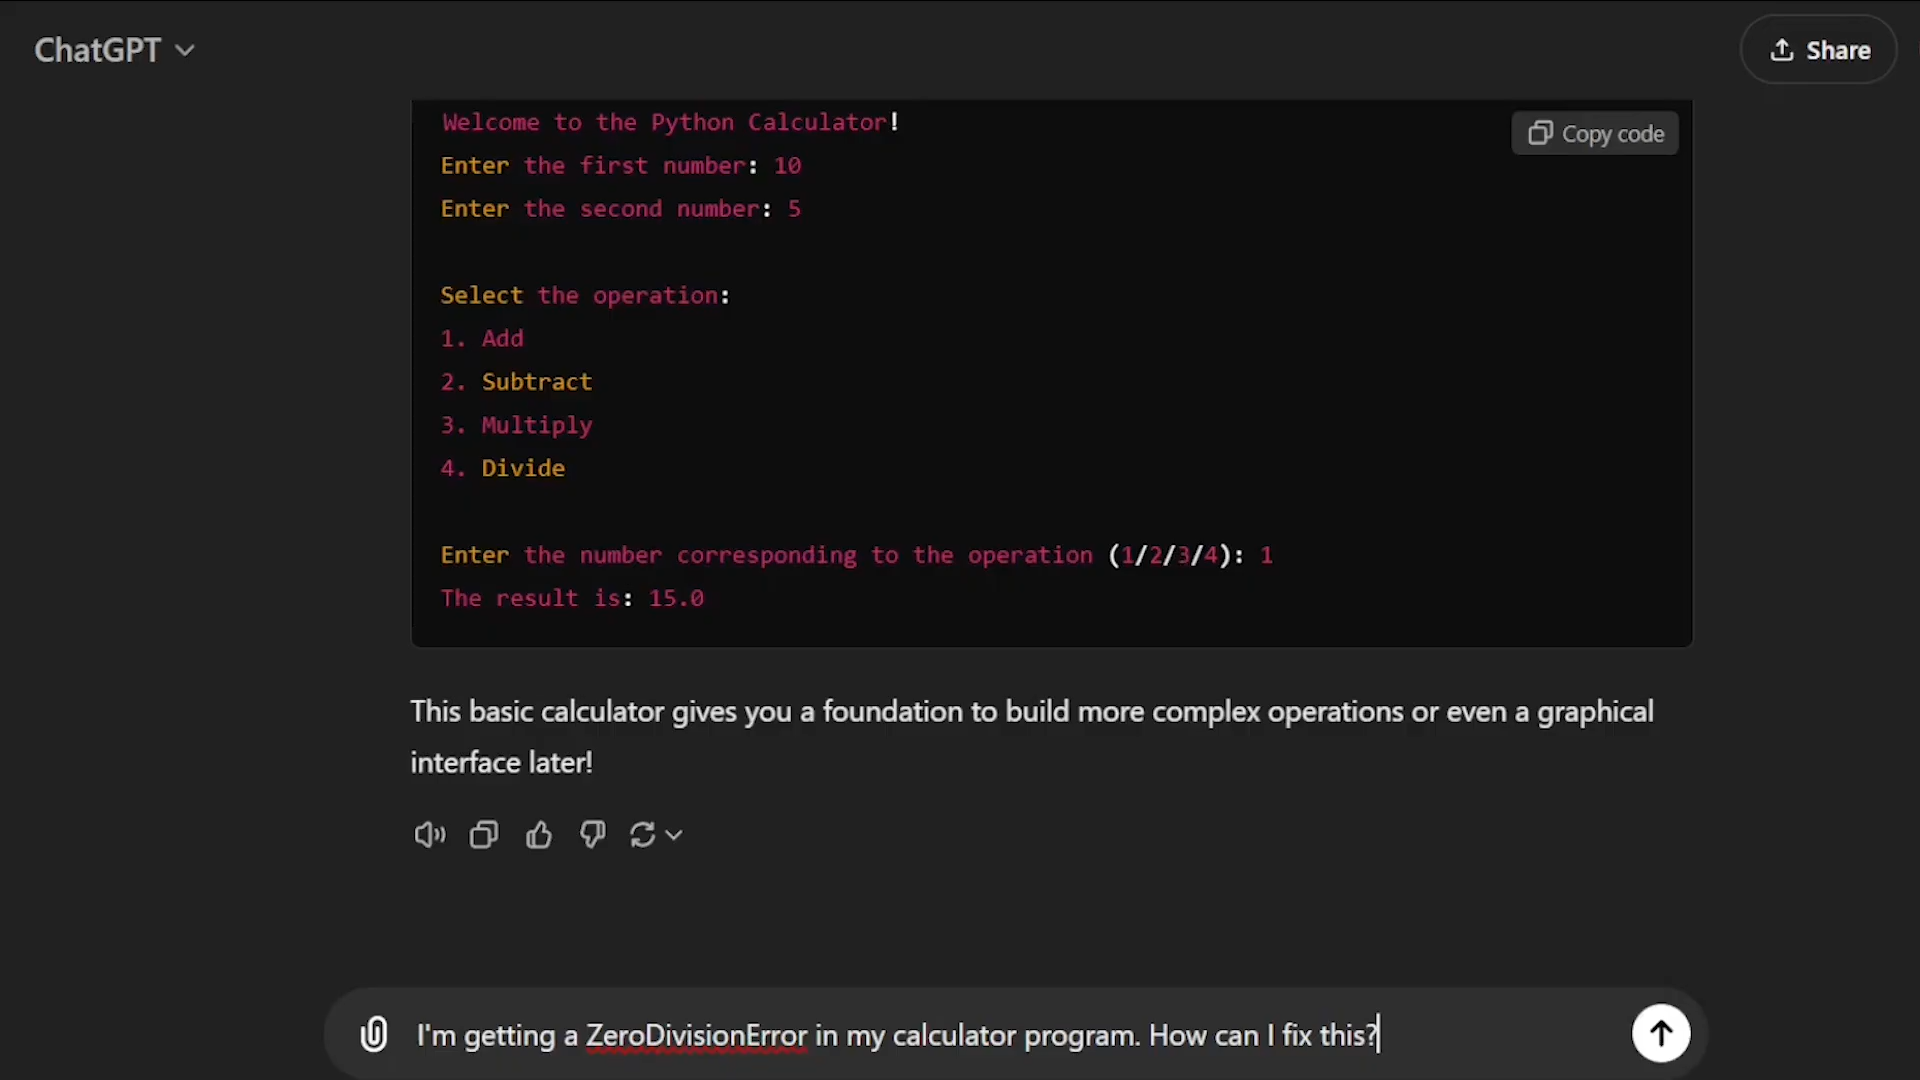 ChatGPT
Share
Welcome to the Python Calculator!
Copy code
Enter the first number: 10
Enter the second number: 5
Select the operation:
1. Add
2. Subtract
3. Multiply
4. Divide
Enter the number corresponding to the operation (1/2/3/4): 1
The result is: 15.0
This basic calculator gives you a foundation to build more complex operations or even a graphical
interface later!
I'm getting a ZeroDivisionError in my calculator program. How can I fix this?